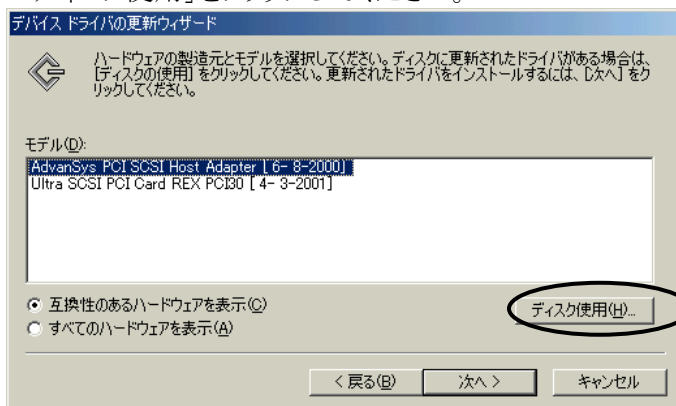 デバイス ドライバの更新ウィザード
ハードウェアの製造元とモデルを選択してください。ディスクに更新されたドライバがある場合は、
[ディスクの使用] をクリックしてください。更新されたドライバをインストールするには、[次へ] をク
リックしてください。
モデル(D):
AdvanSys PCI SCSI Host Adapter [ 6- 8-2000]
Ultra SCSI PCI Card REX PCI30 [ 4- 3-2001]
互換性のあるハードウェアを表示(C)
すべてのハードウェアを表示(A)
ディスク使用(H)...
< 戻る(B)
次へ >
キャンセル